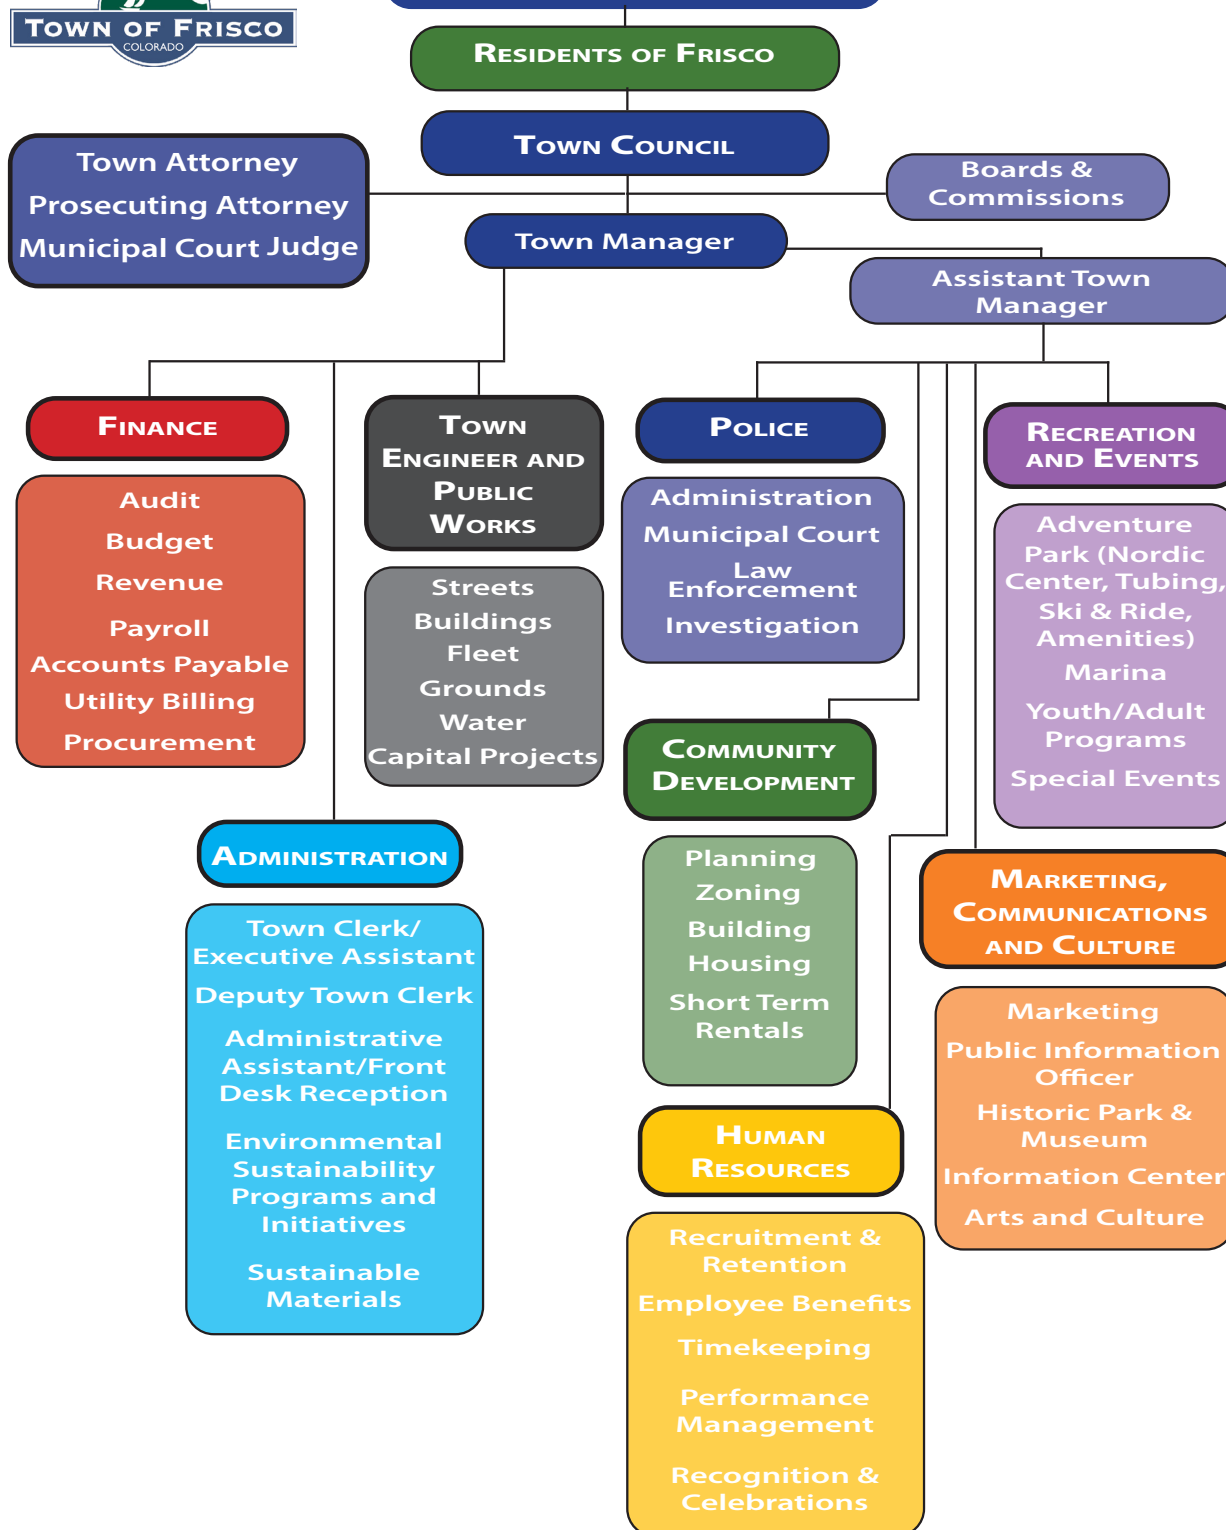 TOWN OF FRISCO
COLORADO
RESIDENTS OF FRISCO
TOWN COUNCIL
Town Attorney
Prosecuting Attorney
Municipal Court Judge
Boards &
Commissions
Town Manager
Assistant Town
Manager
FINANCE
Audit
Budget
Revenue
Payroll
Accounts Payable
Utility Billing
Procurement
TOWN
ENGINEER AND
PUBLIC
WORKS
Streets
Buildings
Fleet
Grounds
Water
Capital Projects
POLICE
Administration
Municipal Court
Law
Enforcement
Investigation
RECREATION
AND EVENTS
Adventure
Park (Nordic
Center, Tubing,
Ski & Ride,
Amenities)
Marina
Youth/Adult
Programs
Special Events
COMMUNITY
DEVELOPMENT
Planning
Zoning
Building
Housing
Short Term
Rentals
ADMINISTRATION
Town Clerk/
Executive Assistant
Deputy Town Clerk
Administrative
Assistant/Front
Desk Reception
Environmental
Sustainability
Programs and
Initiatives
Sustainable
Materials
MARKETING,
COMMUNICATIONS
AND CULTURE
Marketing
Public Information
Officer
Historic Park &
Museum
Information Center
Arts and Culture
HUMAN
RESOURCES
Recruitment &
Retention
Employee Benefits
Timekeeping
Performance
Management
Recognition &
Celebrations